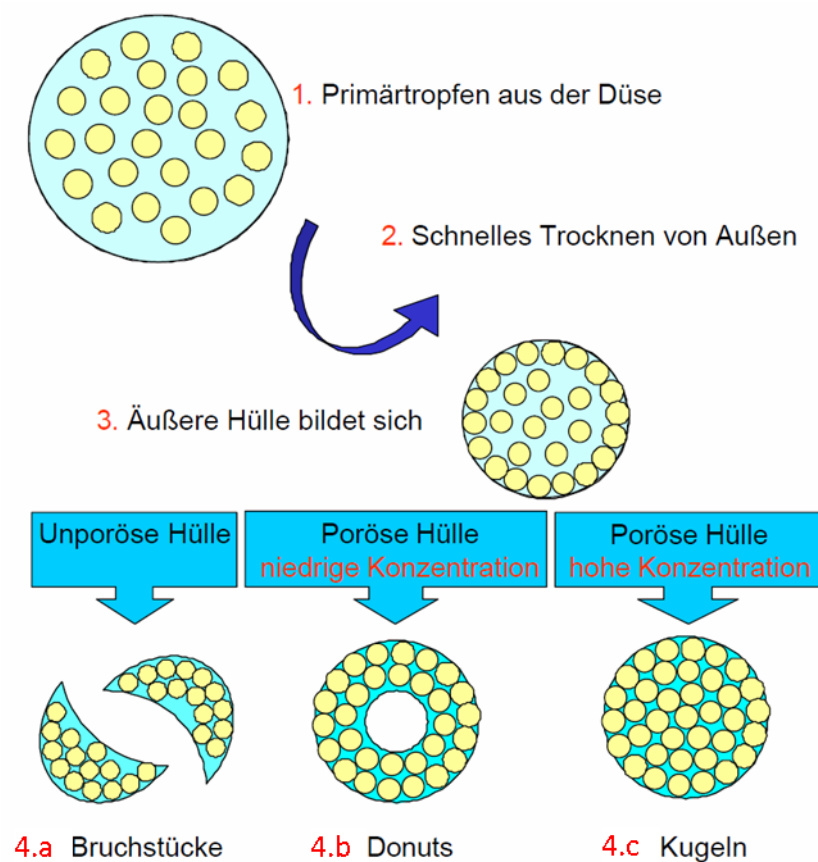 1. Primärtropfen aus der Düse
2. Schnelles Trocknen von Außen
3. Äußere Hülle bildet sich
Unporöse Hülle
Poröse Hülle
niedrige Konzentration
Poröse Hülle
hohe Konzentration
4.a Bruchstücke
4.b Donuts
4.c Kugeln